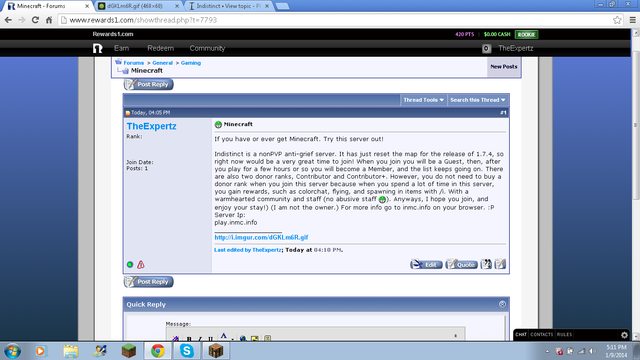 Minecraft - Forums
dGKLm6R.gif (468×68)
Indistinct • View topic - Pl
www.rewards1.com/showthread.php?t=7793
Rewards1.com
420 PTS
$0.00 CASH
ROOKIE
Earn
Redeem
Community
0
TheExpertz
Forums > General > Gaming
Minecraft
New Posts
Post Reply
Thread Tools
Search this Thread
Today, 04:05 PM
#1
TheExpertz
Rank:
Join Date:
Posts: 1
Minecraft
If you have or ever get Minecraft. Try this server out!
Indistinct is a nonPVP anti-grief server. It has just reset the map for the release of 1.7.4, so
right now would be a very great time to join! When you join you will be a Guest, then, after
you play for a few hours or so you will become a Member, and the list keeps going on. There
are also two donor ranks, Contributor and Contributor+. However, you do not need to buy a
donor rank when you join this server because when you spend a lot of time in this server,
you gain rewards, such as colorchat, flying, and spawning in items with /i. With a
warmhearted community and staff (no abusive staff ). Anyways, I hope you join, and
enjoy your stay!) (I am not the owner.) For more info go to inmc.info on your browser. :P
Server Ip:
play.inmc.info
http://i.imgur.com/dGKLm6R.gif
Last edited by TheExpertz; Today at 04:10 PM.
Edit
Quote
Post Reply
Quick Reply
Message:
CHAT
CONTACTS
RULES
5:11 PM
1/9/2014